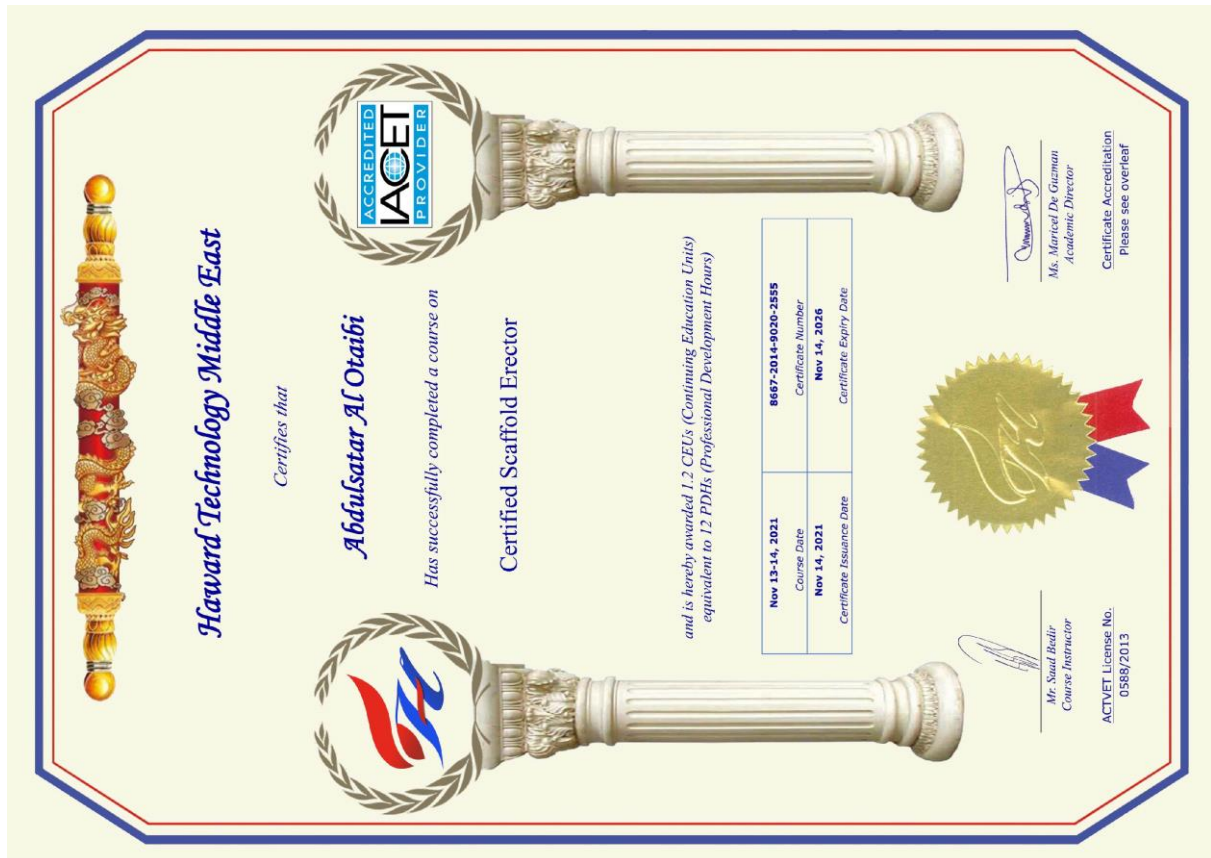 Haward Technology Middle East
Certifies that
ACCREDITED
IACET
PROVIDER
Abdulsatar Al Otaibi
Has successfully completed a course on
Certified Scaffold Erector
and is hereby awarded 1.2 CEUs (Continuing Education Units)
equivalent to 12 PDHs (Professional Development Hours)
Nov 13-14, 2021 8667-2014-9020-2555
Course Date Certificate Number
Nov 14, 2021 Nov 14, 2026
Certificate Issuance Date Certificate Expiry Date
Mr. Saad Bedir
Course Instructor
ACTVET License No.
0588/2013
Ms. Maricel De Guzman
Academic Director
Certificate Accreditation
Please see overleaf